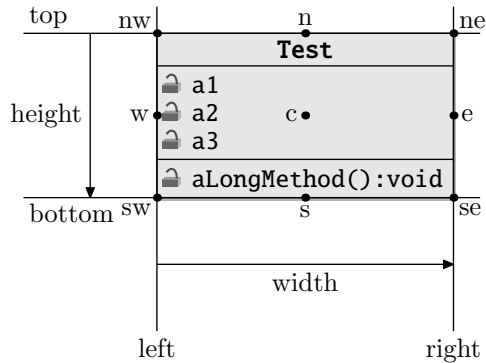 top
nw
n
ne
Test
a1
height
w
a2
c
e
a3
aLongMethod():void
bottom
sw
s
se
width
left
right